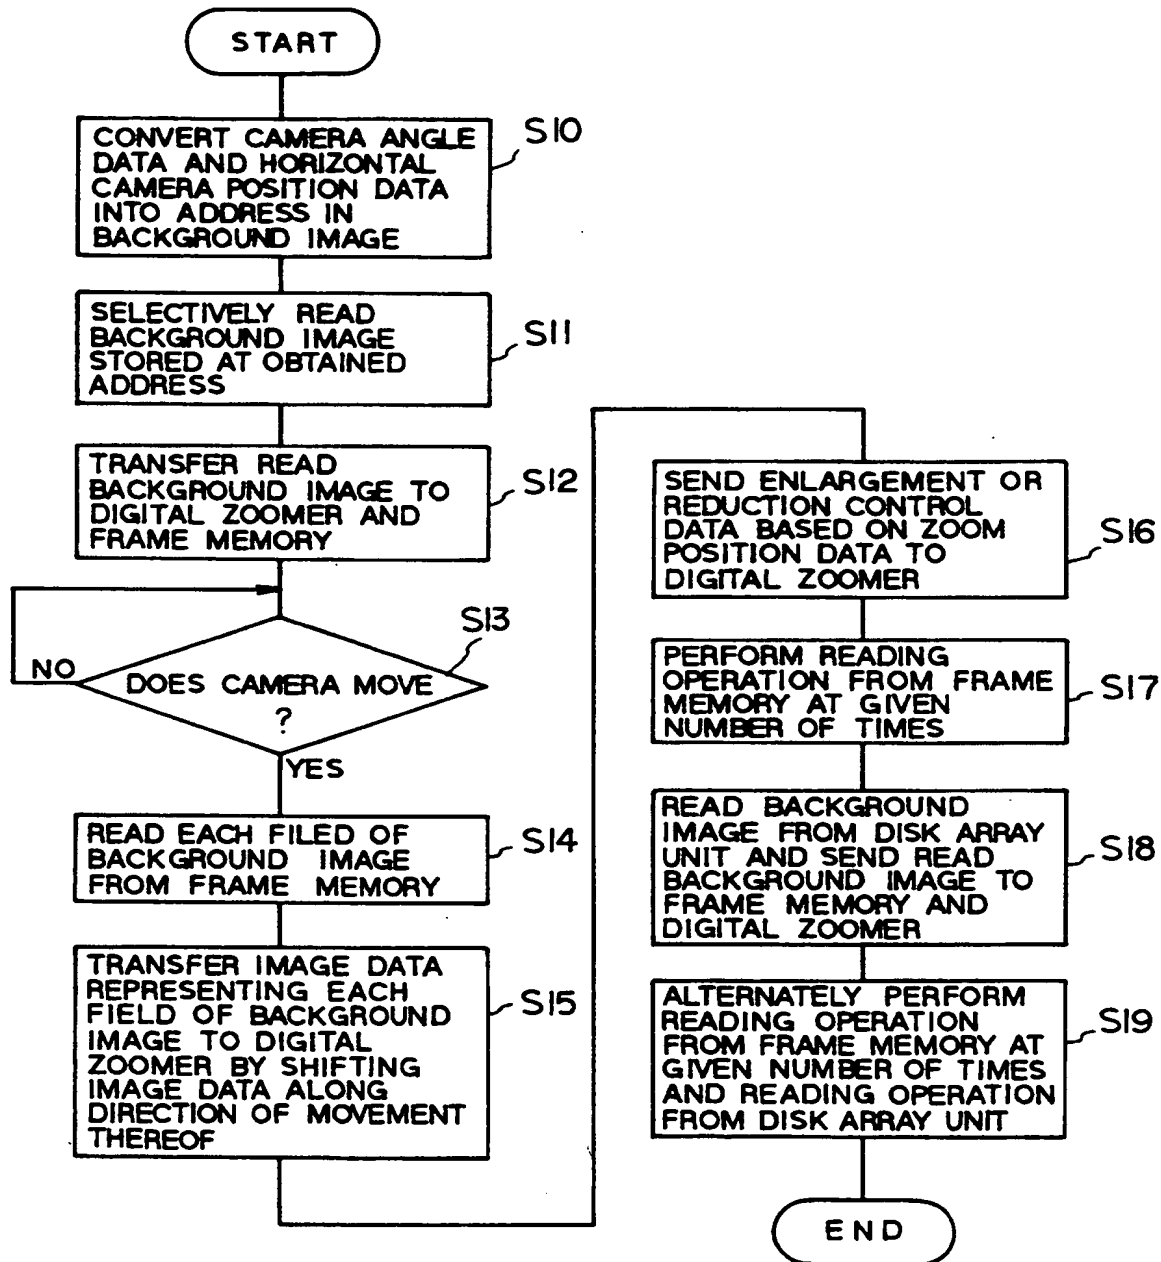 START
CONVERT CAMERA ANGLE
DATA AND HORIZONTAL
CAMERA POSITION DATA
INTO ADDRESS IN
BACKGROUND IMAGE
S10
SELECTIVELY READ
BACKGROUND IMAGE
STORED AT OBTAINED
ADDRESS
S11
TRANSFER READ
BACKGROUND IMAGE TO
DIGITAL ZOOMER AND
FRAME MEMORY
S12
S13
NO
DOES CAMERA MOVE
?
YES
READ EACH FILED OF
BACKGROUND IMAGE
FROM FRAME MEMORY
S14
TRANSFER IMAGE DATA
REPRESENTING EACH
FIELD OF BACKGROUND
IMAGE TO DIGITAL
ZOOMER BY SHIFTING
IMAGE DATA ALONG
DIRECTION OF MOVEMENT
THEREOF
S15
SEND ENLARGEMENT OR
REDUCTION CONTROL
DATA BASED ON ZOOM
POSITION DATA TO
DIGITAL ZOOMER
S16
PERFORM READING
OPERATION FROM FRAME
MEMORY AT GIVEN
NUMBER OF TIMES
S17
READ BACKGROUND
IMAGE FROM DISK ARRAY
UNIT AND SEND READ
BACKGROUND IMAGE TO
FRAME MEMORY AND
DIGITAL ZOOMER
S18
ALTERNATELY PERFORM
READING OPERATION
FROM FRAME MEMORY AT
GIVEN NUMBER OF TIMES
AND READING OPERATION
FROM DISK ARRAY UNIT
S19
END